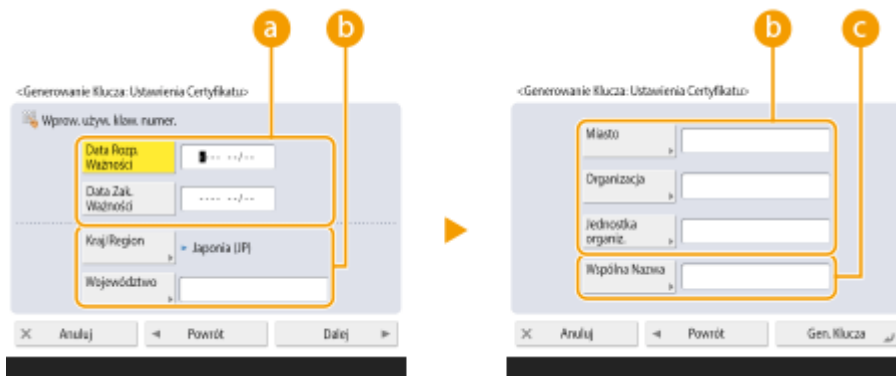 a
b
<Generowanie Klucza: Ustawienia Certyfikatu>
Wprow. używ. klaw. numer.
Data Rozp.
Ważności
---- --/--
Data Zak.
Ważności
---- --/--
Kraj/Region
Japonia (JP)
Województwo
Anuluj
Powrót
Dalej
b
c
<Generowanie Klucza: Ustawienia Certyfikatu>
Miasto
Organizacja
Jednostka
organiz.
Wspólna Nazwa
Anuluj
Powrót
Gen. Klucza